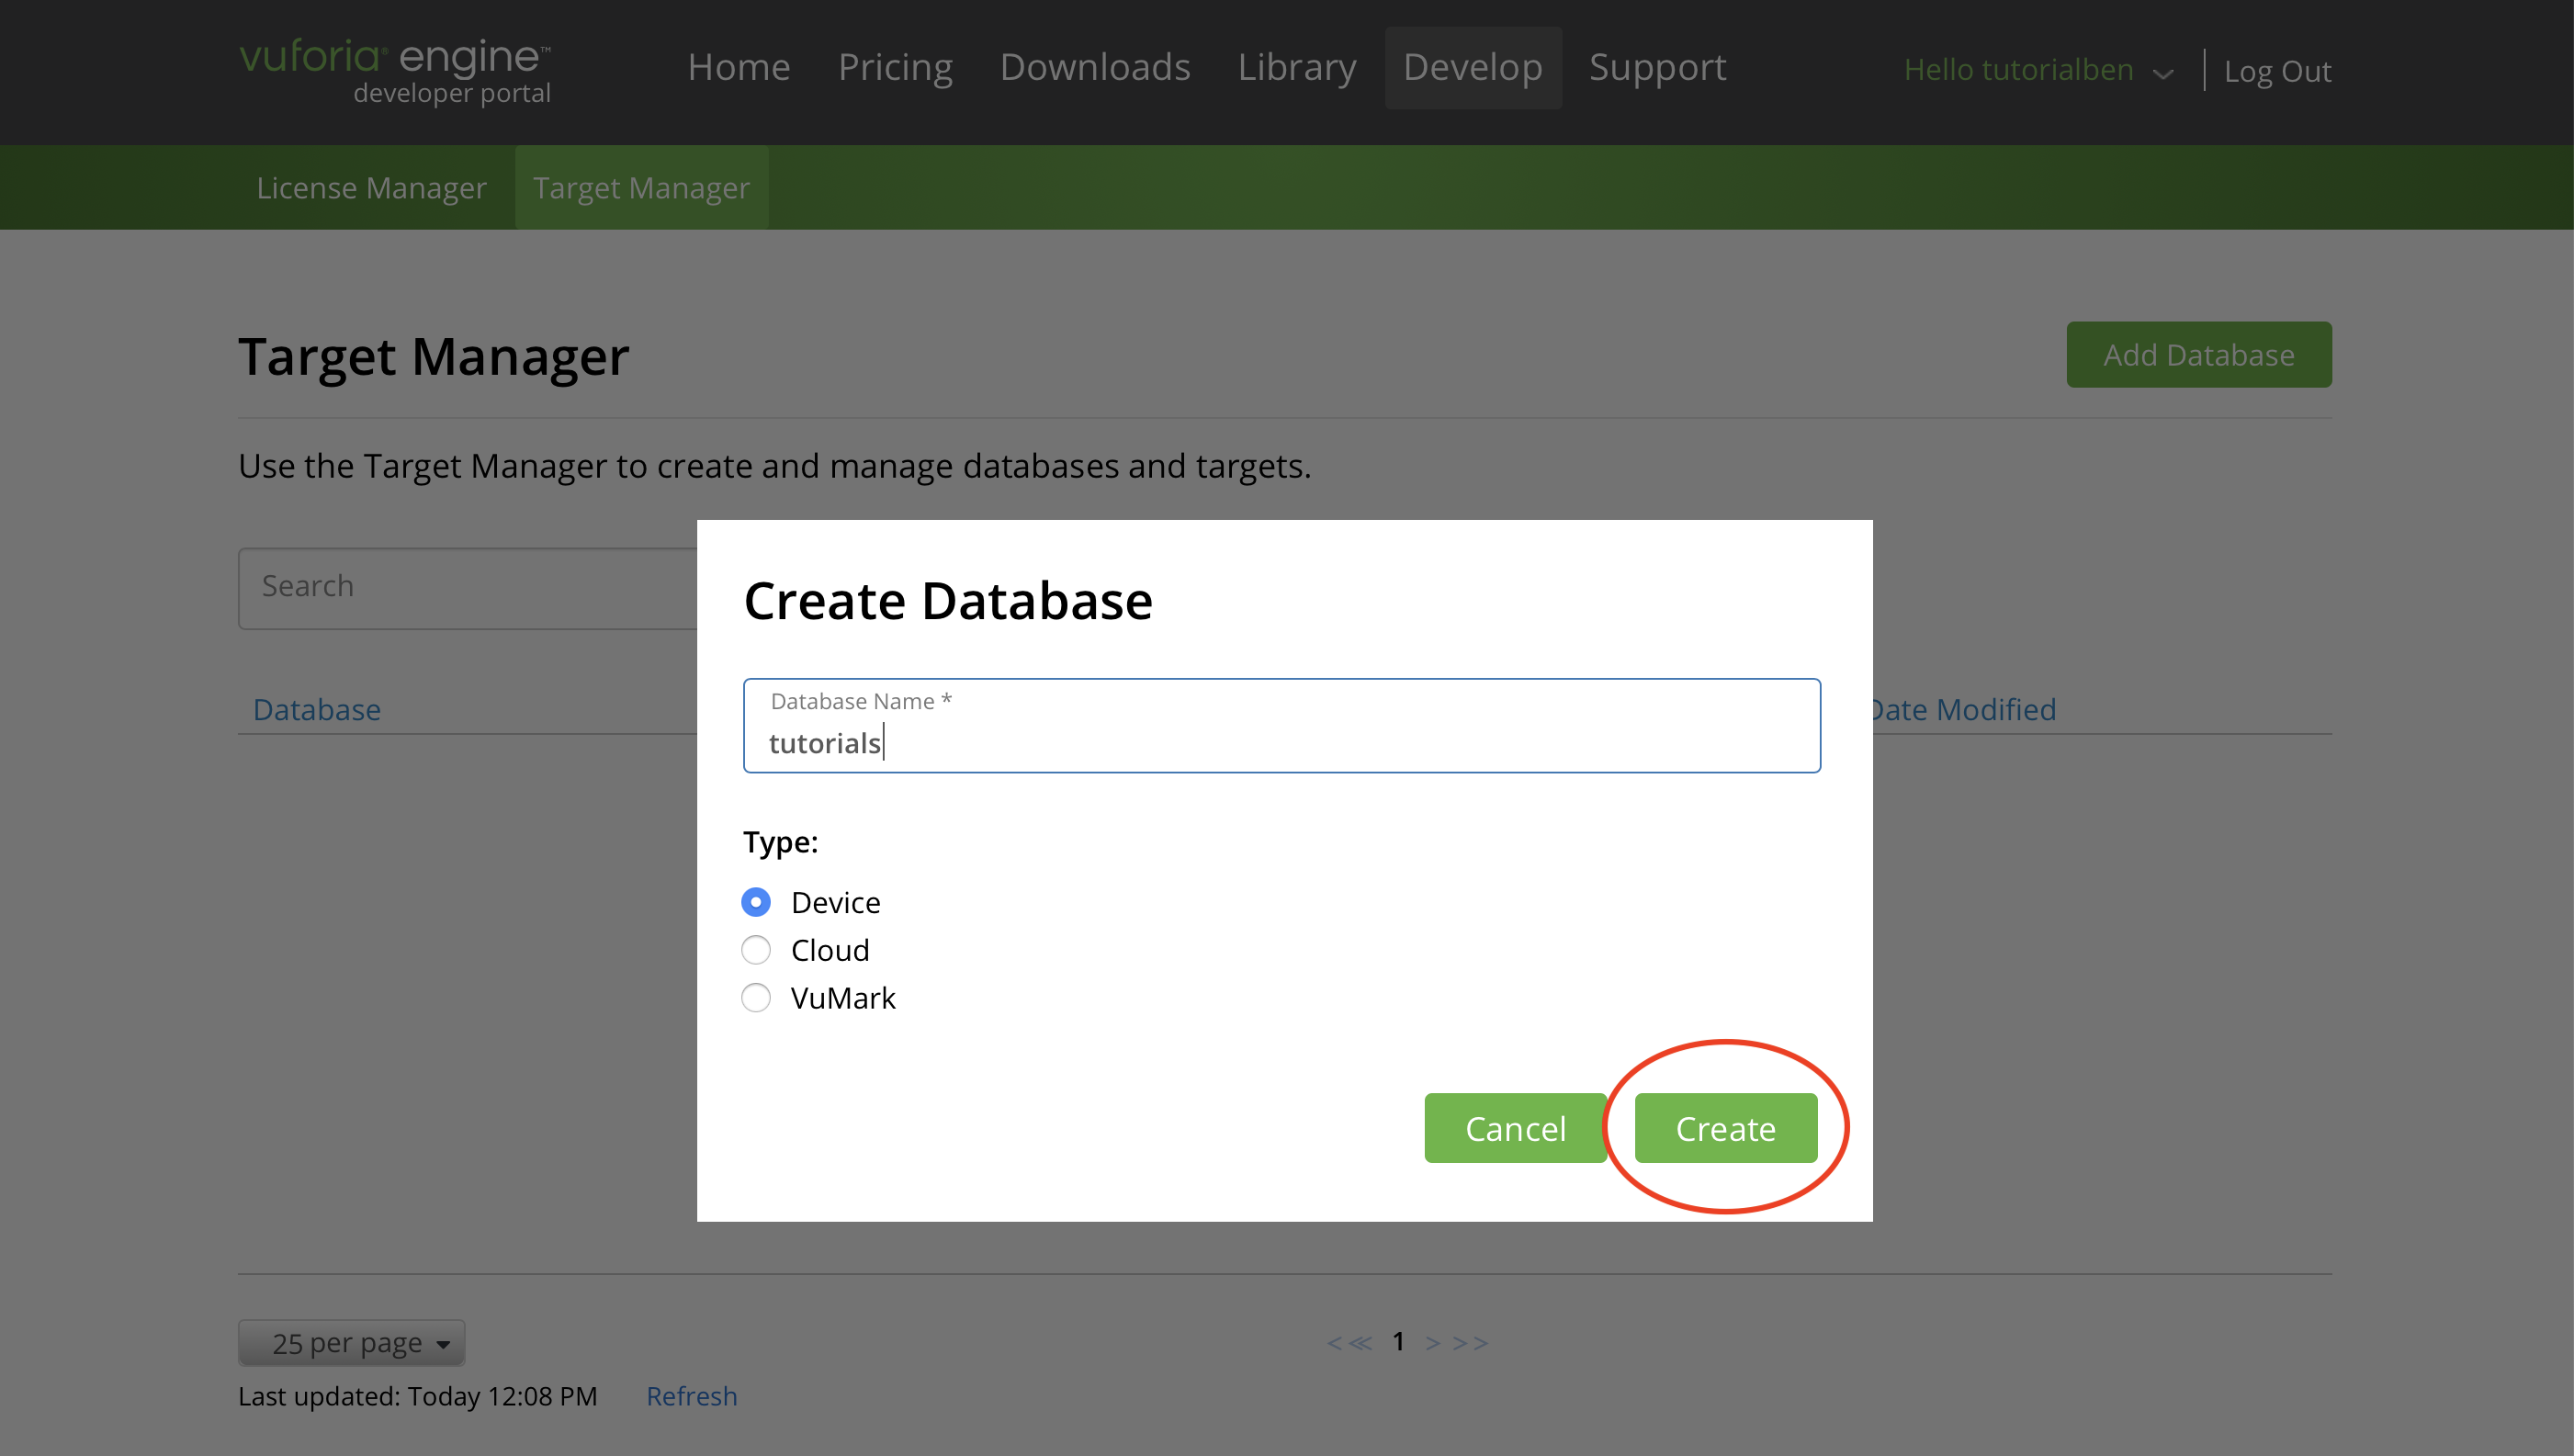 vuforia® engine™
developer portal
Home Pricing Downloads Library Develop Support
Hello tutorialben Log Out
License Manager Target Manager
Target Manager
Add Database
Use the Target Manager to create and manage databases and targets.
Search
Create Database
Database Name *
tutorials
Database
Date Modified
Type:
Device
Cloud
VuMark
Cancel Create
25 per page
<< < 1 > >>
Last updated: Today 12:08 PM Refresh